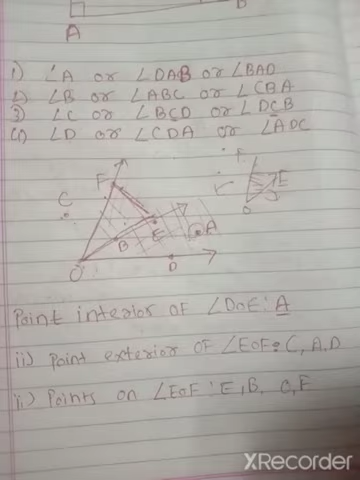 A
B
i) ∠A or ∠DAB or ∠BAD
2) ∠B or ∠ABC or ∠CBA
3) ∠C or ∠BCD or ∠DCB
4) ∠D or ∠CDA or ∠ADC
F
C
B
E
A
O
D
F
E
O
Point interior of ∠DOE: A
ii) Point exterior of ∠EOF: C, A, D
ii) Points on ∠EOF: E, B, O, F
XRecorder